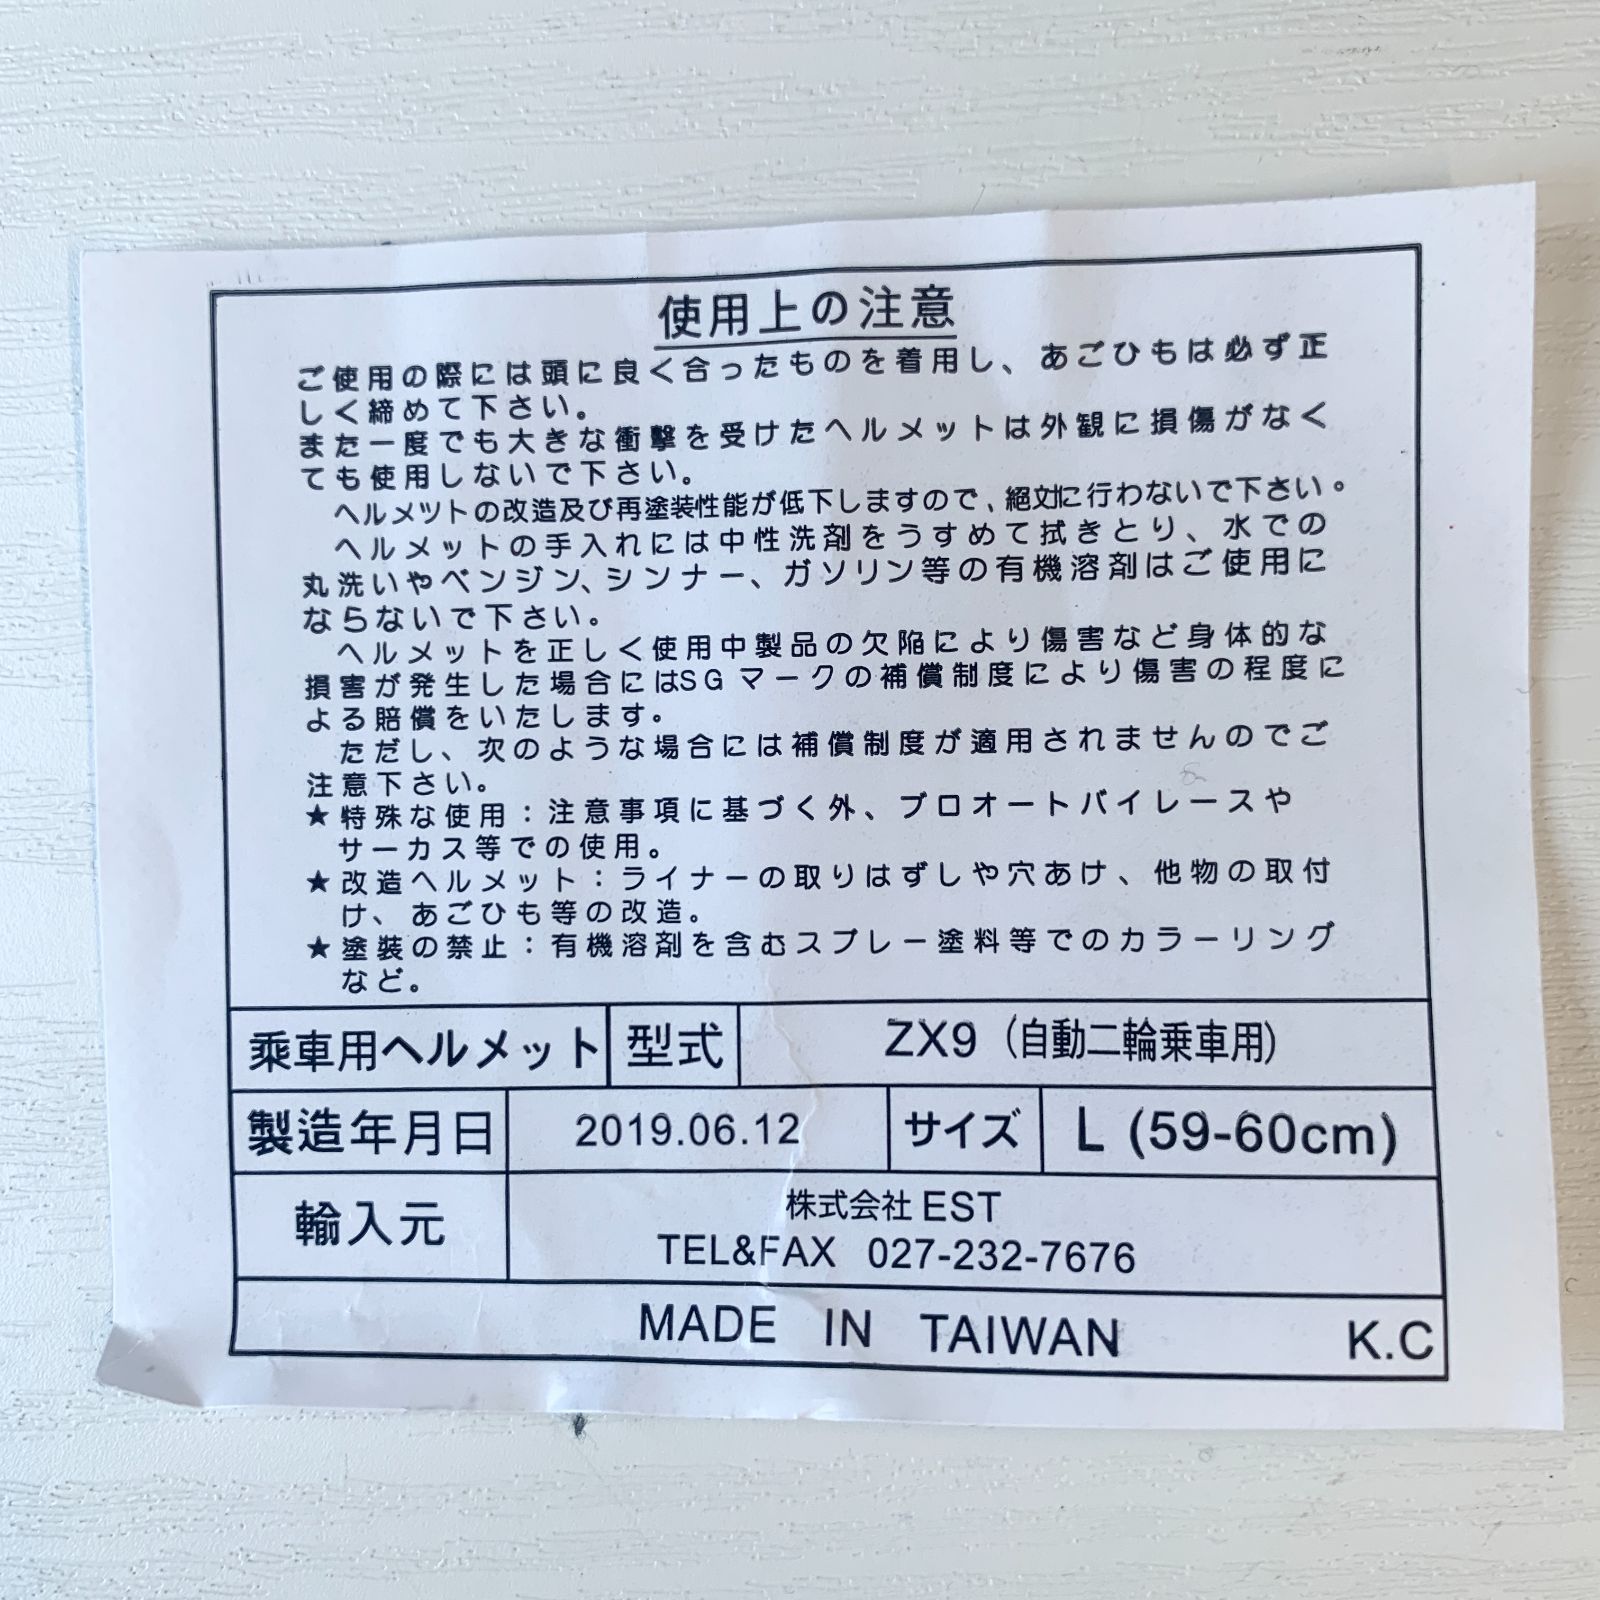 使用上の注意
ご使用の際には頭に良く合ったものを着用し、あごひもは必ず正
しく締めて下さい。
また一度でも大きな衝撃を受けたヘルメットは外観に損傷がなく
ても使用しないで下さい。
ヘルメツトの改造及び再塗装性能が低下しますので、絶対に行わないで下さい。
ヘルメットの手入れには中性洗剤をうすめて拭きとり、水での
丸洗いやベンジン、シンナー、ガソリン等の有機溶剤はご使用に
ならないで下さい。
ヘルメットを正しく使用中製品の欠陥により傷害など身体的な
損害が発生した場合にはSGマークの補償制度により傷害の程度に
よる賠償をいたします。
ただし、次のような場合には補償制度が適用されませんのでご
注意下さい。
★特殊な使用：注意事項に基づく外、プロオートバイレースや
サーカス等での使用。
★改造ヘルメット：ライナーの取りはずしや穴あけ、他物の取付
け、あごひも等の改造。
★塗装の禁止：有機溶剤を含むスプレー塗料等でのカラーリング
など。
乗車用ヘルメット 型式 ZX9（自動二輪乗車用）
製造年月日 2019.06.12 サイズ L (59-60cm)
輸入元 株式会社 EST
TEL&FAX 027-232-7676
MADE IN TAIWAN K.C